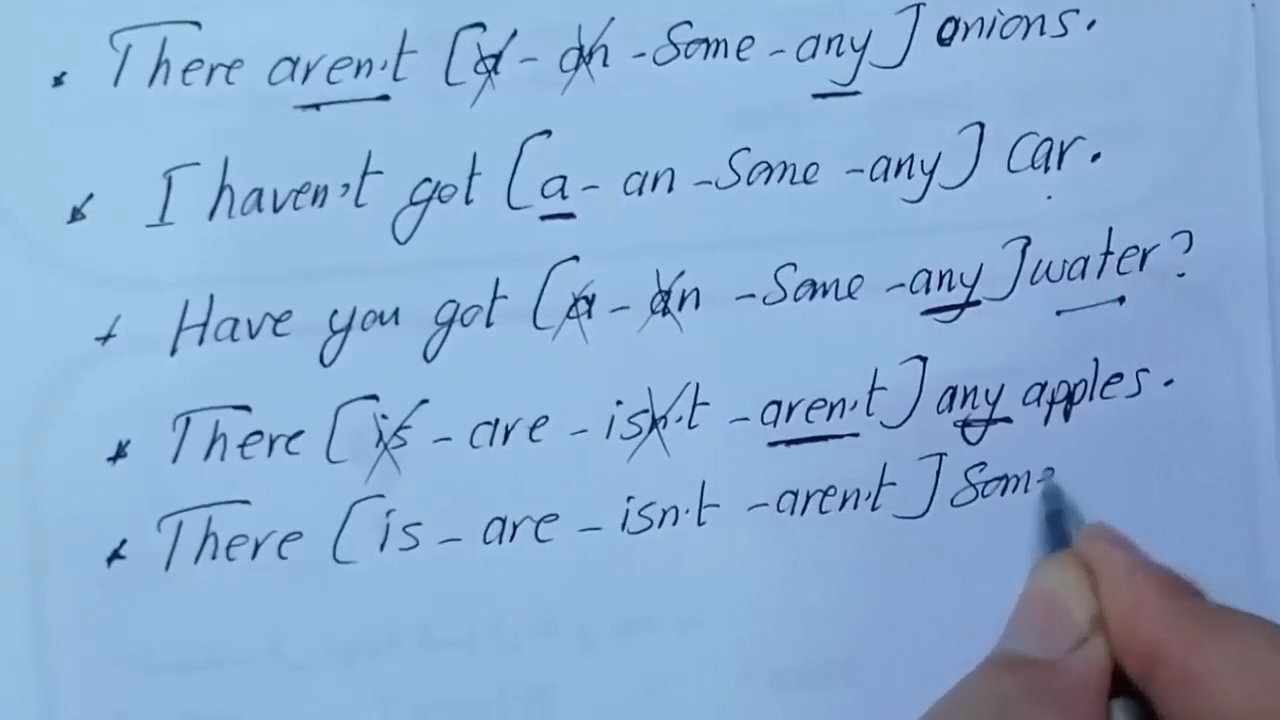 There aren't [a - an - Some - any] onions.
I haven't got [a - an - Some - any] car.
Have you got [a - an - Some - any] water?
There [is - are - isn't - aren't] any apples.
There [is - are - isn't - aren't] Some